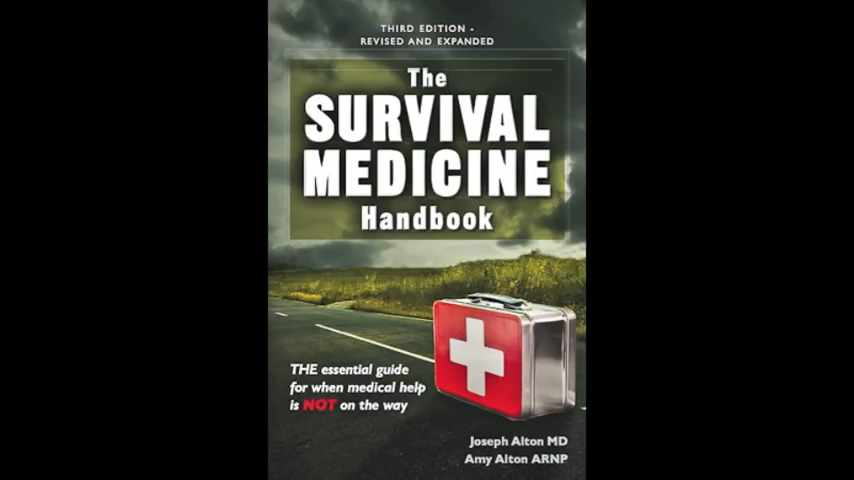 THIRD EDITION -
REVISED AND EXPANDED
The
SURVIVAL
MEDICINE
Handbook
THE essential guide
for when medical help
is NOT on the way
Joseph Alton MD
Amy Alton ARNP